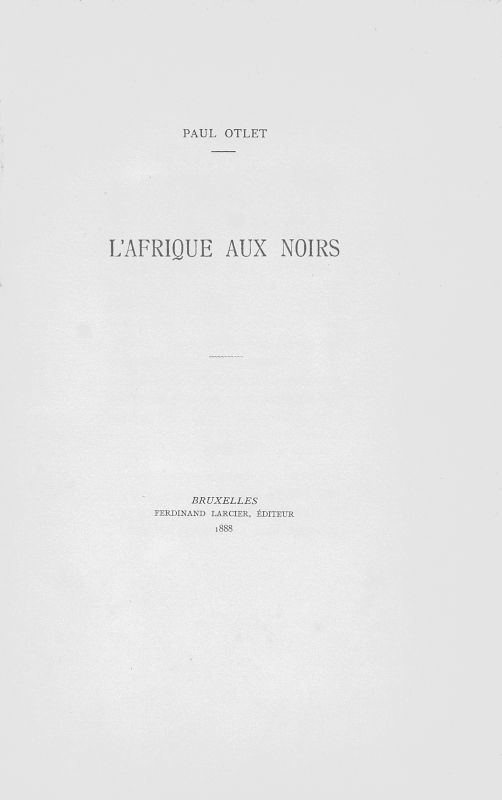 PAUL OTLET
L'AFRIQUE AUX NOIRS
BRUXELLES
FERDINAND LARCIER, ÉDITEUR
1888